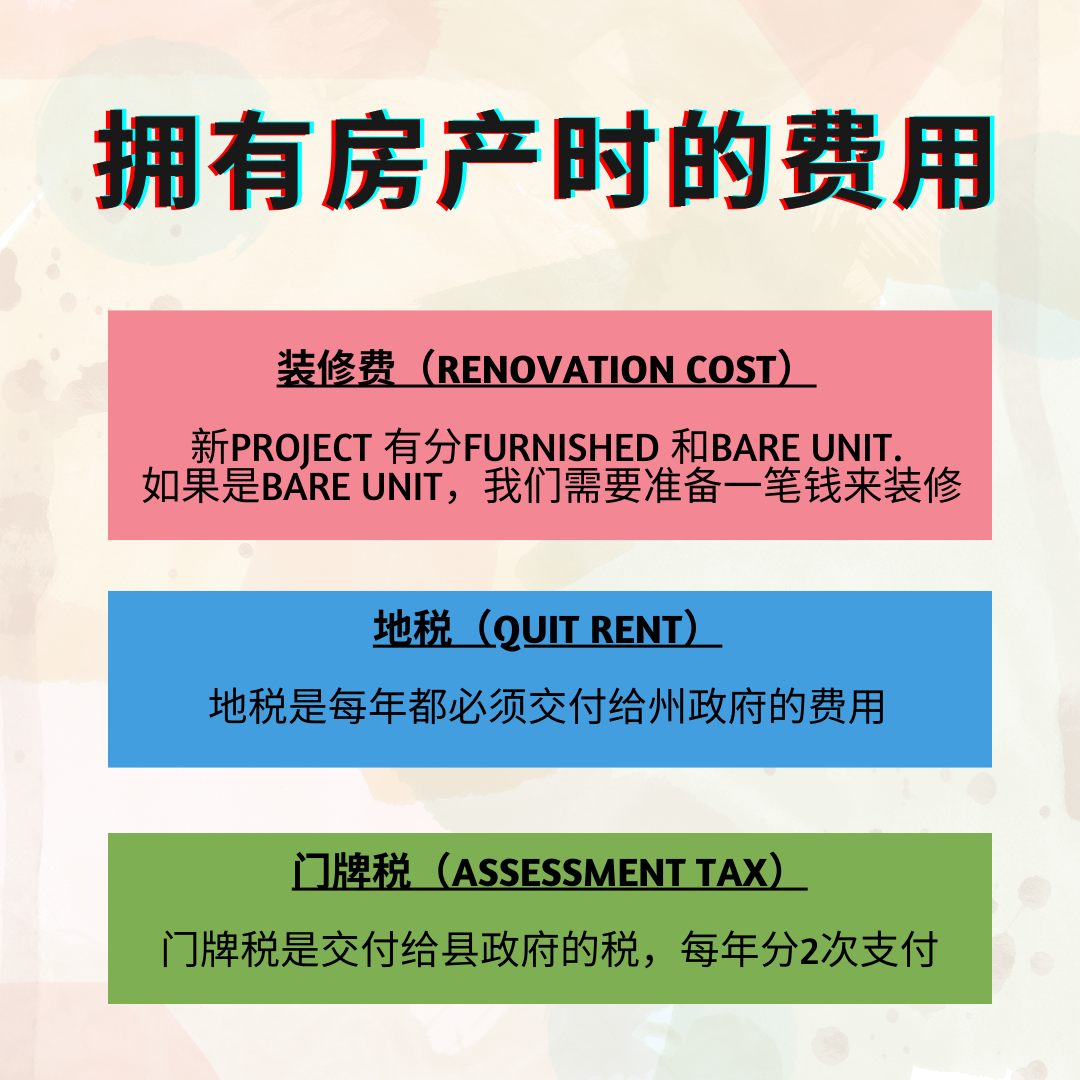 拥有房产时的费用
装修费（RENOVATION COST）
新PROJECT 有分FURNISHED 和BARE UNIT.
如果是BARE UNIT，我们需要准备一笔钱来装修
地税（QUIT RENT）
地税是每年都必须交付给州政府的费用
门牌税（ASSESSMENT TAX）
门牌税是交付给县政府的税，每年分2次支付